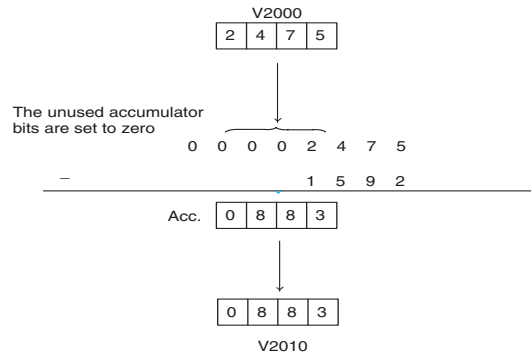 V2000
2 4 7 5
The unused accumulator
bits are set to zero
0 0 0 0 2 4 7 5
– 1 5 9 2
Acc. 0 8 8 3
0 8 8 3
V2010